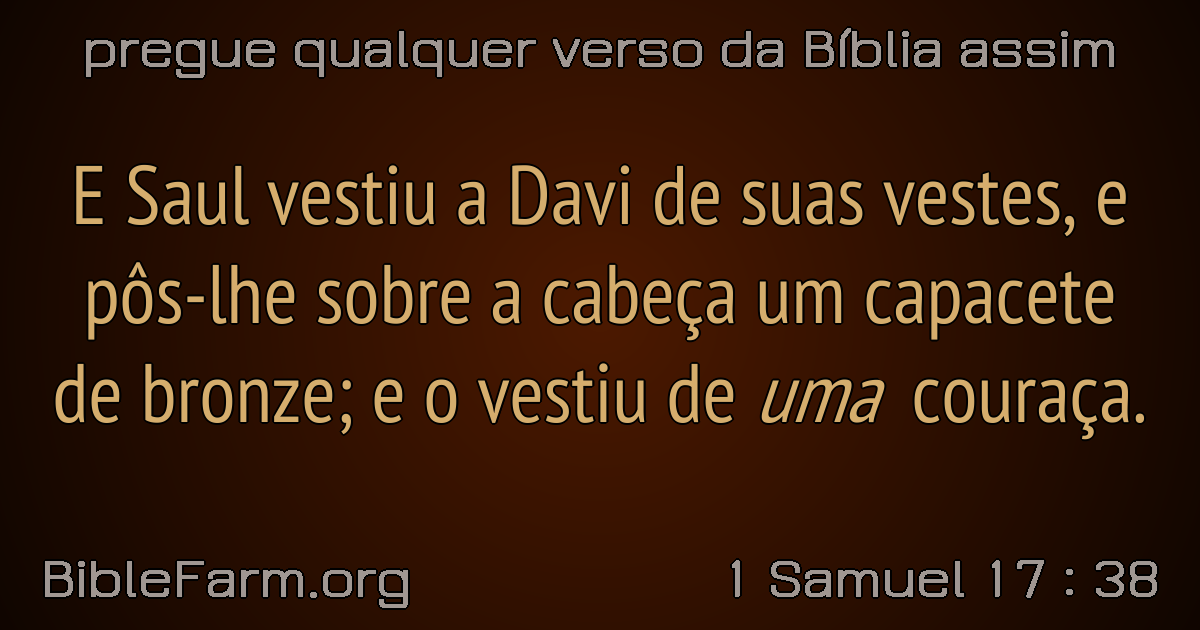 pregue qualquer verso da Bíblia assim
E Saul vestiu a Davi de suas vestes, e
pôs-lhe sobre a cabeça um capacete
de bronze; e o vestiu de uma couraça.
BibleFarm.org
1 Samuel 17 : 38